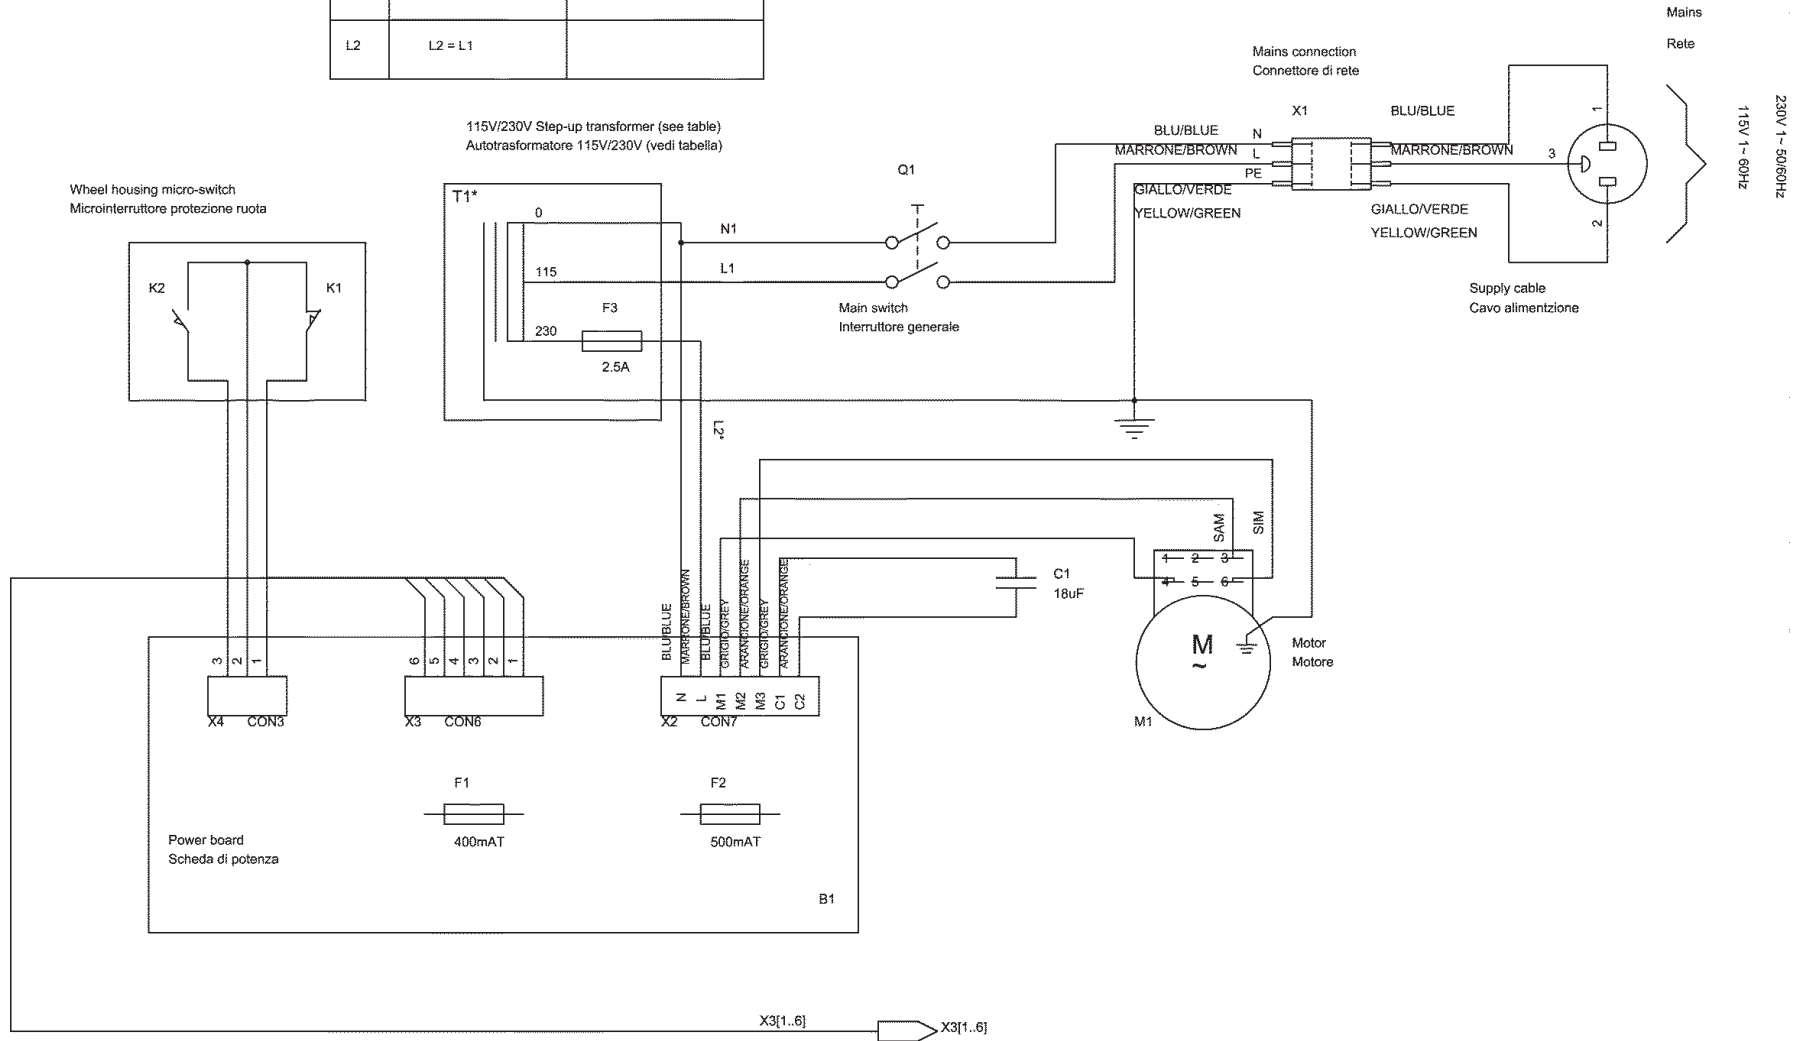 Mains
Rete
L2
L2 = L1
Mains connection
Connettore di rete
230V 1~ 50/60Hz
115V 1~ 60Hz
X1
BLU/BLUE
1
115V/230V Step-up transformer (see table)
Autotrasformatore 115V/230V (vedi tabella)
BLU/BLUE
N
MARRONE/BROWN
L
MARRONE/BROWN
3
Q1
PE
Wheel housing micro-switch
Microinterruttore protezione ruota
T1*
GIALLO/VERDE
YELLOW/GREEN
GIALLO/VERDE
YELLOW/GREEN
2
0
N1
115
L1
K2
K1
F3
Main switch
Interruttore generale
Supply cable
Cavo alimentzione
230
2.5A
L2*
SAM
SIM
1 2 3
4 5 6
C1
18uF
BLU/BLUE
MARRONE/BROWN
BLU/BLUE
GRIGIO/GREY
ARANCIONE/ORANGE
GRIGIO/GREY
ARANCIONE/ORANGE
M
~
Motor
Motore
3 2 1
6 5 4 3 2 1
N L M1 M2 M3 C1 C2
X4 CON3
X3 CON6
X2 CON7
M1
F1
F2
400mAT
500mAT
Power board
Scheda di potenza
B1
X3[1..6]
X3[1..6]